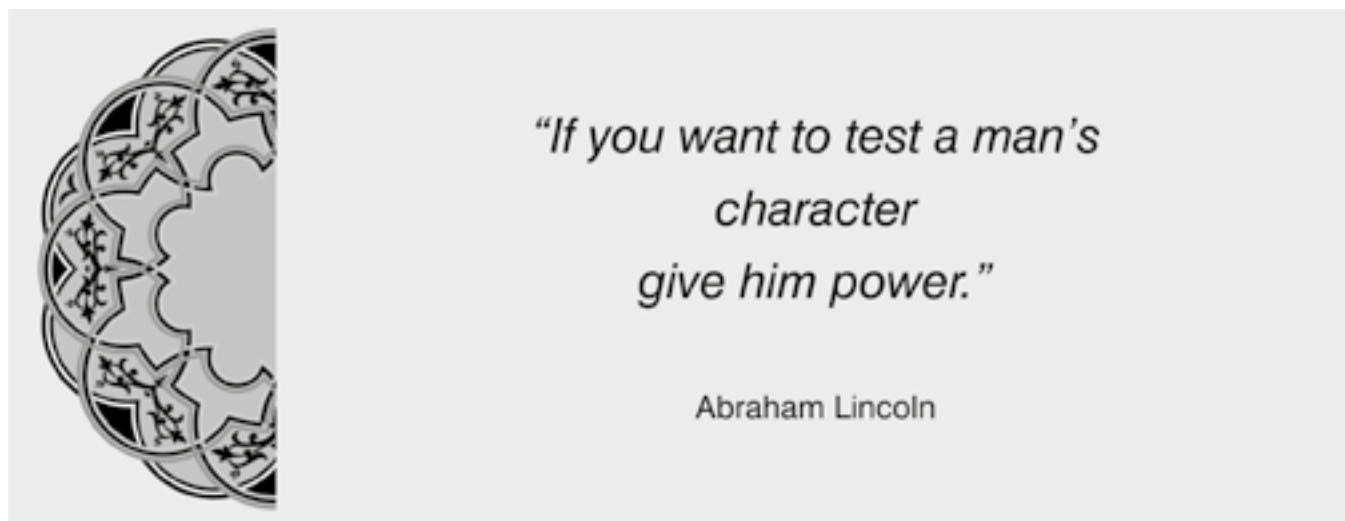 “If you want to test a man’s
character
give him power.”
Abraham Lincoln